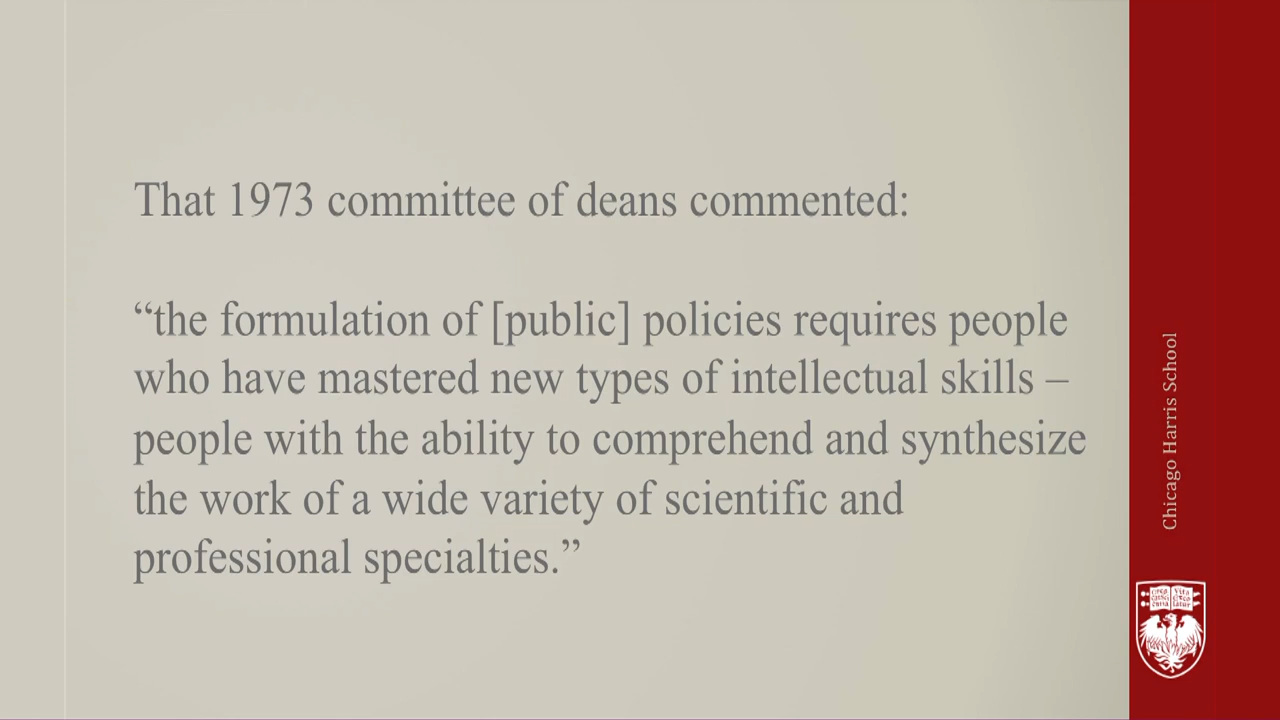 That 1973 committee of deans commented:
“the formulation of [public] policies requires people
who have mastered new types of intellectual skills –
people with the ability to comprehend and synthesize
the work of a wide variety of scientific and
professional specialties.”
Chicago Harris School